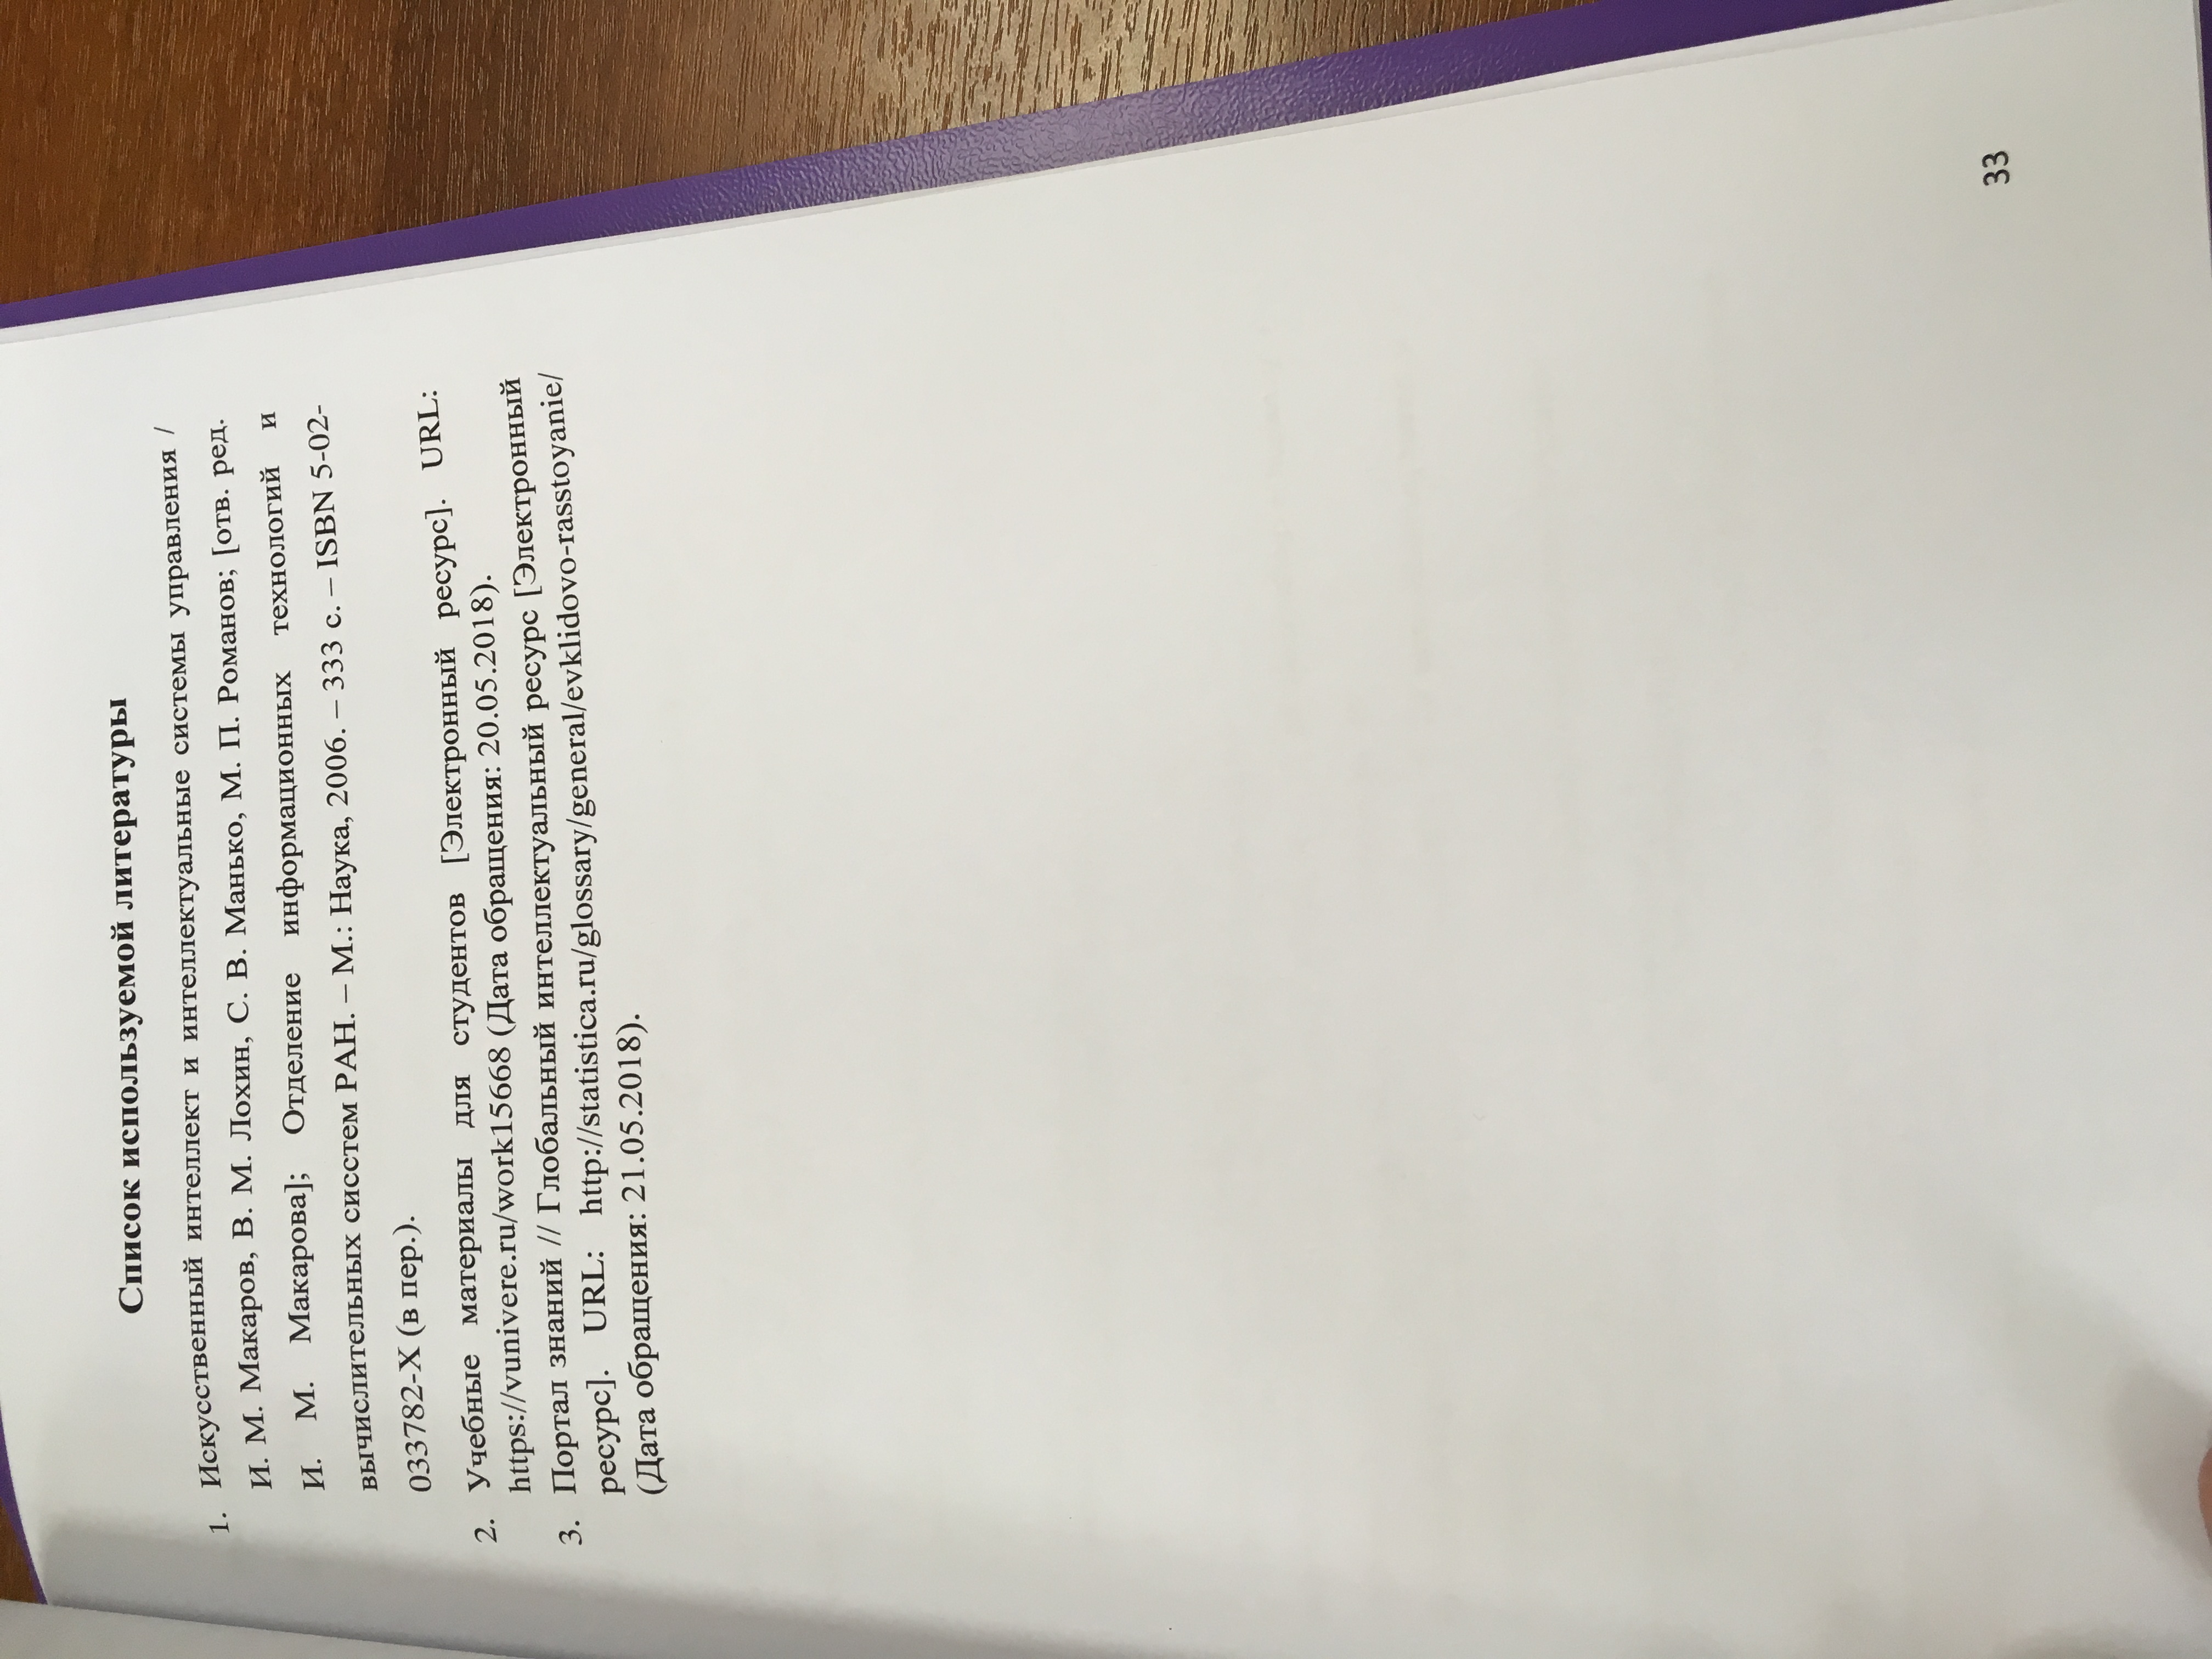 Список используемой литературы
1. Искусственный интеллект и интеллектуальные системы управления /
И. М. Макаров, В. М. Лохин, С. В. Манько, М. П. Романов; [отв. ред.
И. М. Макарова]; Отделение информационных технологий и
вычислительных сисстем РАН. – М.: Наука, 2006. – 333 с. – ISBN 5-02-
033782-X (в пер.).
2. Учебные материалы для студентов [Электронный ресурс]. URL:
https://vunivere.ru/work15668 (Дата обращения: 20.05.2018).
3. Портал знаний // Глобальный интеллектуальный ресурс [Электронный
ресурс]. URL: http://statistica.ru/glossary/general/evklidovo-rasstoyanie/
(Дата обращения: 21.05.2018).
33